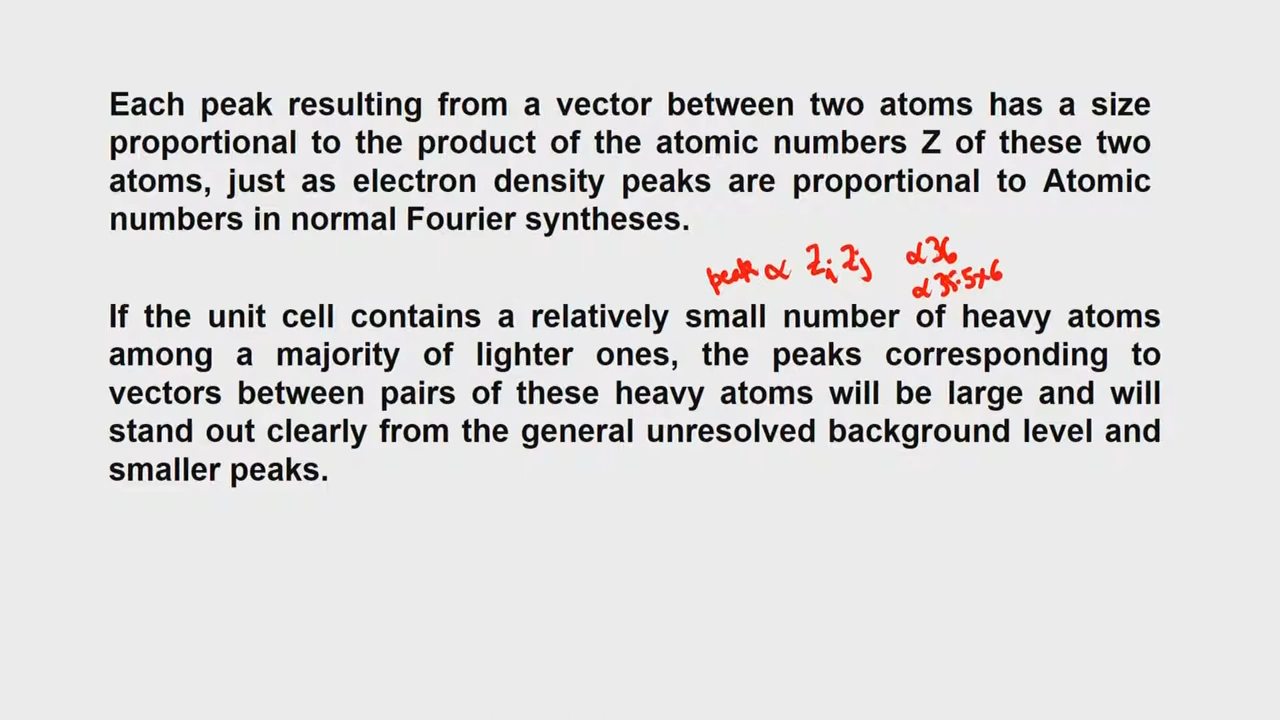 Each peak resulting from a vector between two atoms has a size
proportional to the product of the atomic numbers Z of these two
atoms, just as electron density peaks are proportional to Atomic
numbers in normal Fourier syntheses.
peak ∝ Zi Zj ∝ 36
∝ 35.5×6
If the unit cell contains a relatively small number of heavy atoms
among a majority of lighter ones, the peaks corresponding to
vectors between pairs of these heavy atoms will be large and will
stand out clearly from the general unresolved background level and
smaller peaks.